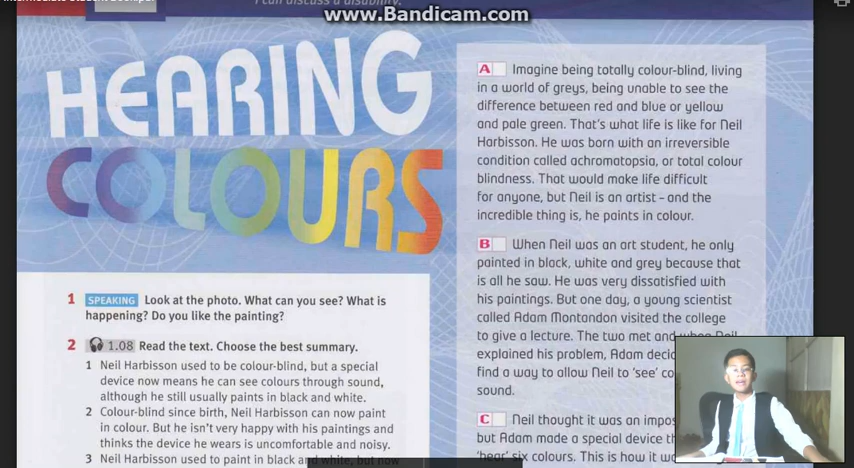 I can discuss a disability.
www.Bandicam.com
HEARING
COLOURS
1 SPEAKING Look at the photo. What can you see? What is
happening? Do you like the painting?
2 1.08 Read the text. Choose the best summary.
1 Neil Harbisson used to be colour-blind, but a special
device now means he can see colours through sound,
although he still usually paints in black and white.
2 Colour-blind since birth, Neil Harbisson can now paint
in colour. But he isn't very happy with his paintings and
thinks the device he wears is uncomfortable and noisy.
3 Neil Harbisson used to paint in black and white, but now
A Imagine being totally colour-blind, living
in a world of greys, being unable to see the
difference between red and blue or yellow
and pale green. That's what life is like for Neil
Harbisson. He was born with an irreversible
condition called achromatopsia, or total colour
blindness. That would make life difficult
for anyone, but Neil is an artist – and the
incredible thing is, he paints in colour.
B When Neil was an art student, he only
painted in black, white and grey because that
is all he saw. He was very dissatisfied with
his paintings. But one day, a young scientist
called Adam Montandon visited the college
to give a lecture. The two met and when Neil
explained his problem, Adam
find a way to allow Neil to 'see'
sound.
C Neil thought it was an
but Adam made a special device
'hear' six colours. This is how it